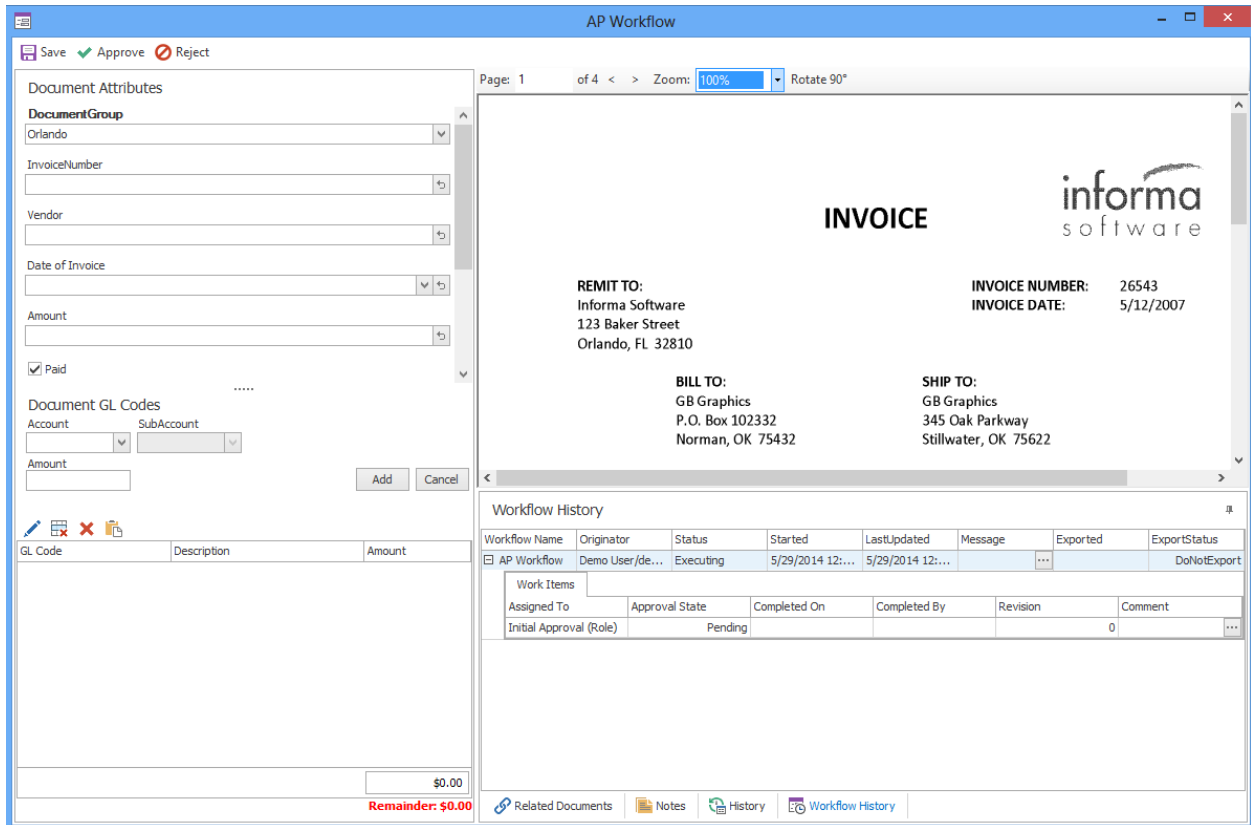 AP Workflow
Save Approve Reject
Document Attributes
DocumentGroup
Orlando
InvoiceNumber
Vendor
Date of Invoice
Amount
Paid
Document GL Codes
Account SubAccount
Amount
Add Cancel
GL Code Description Amount
$0.00
Remainder: $0.00
Page: 1 of 4 < > Zoom: 100% Rotate 90°
informa
software
INVOICE
REMIT TO:
Informa Software
123 Baker Street
Orlando, FL 32810
INVOICE NUMBER: 26543
INVOICE DATE: 5/12/2007
BILL TO:
GB Graphics
P.O. Box 102332
Norman, OK 75432
SHIP TO:
GB Graphics
345 Oak Parkway
Stillwater, OK 75622
Workflow History
Workflow Name Originator Status Started LastUpdated Message Exported ExportStatus
AP Workflow Demo User/de... Executing 5/29/2014 12:... 5/29/2014 12:... ... DoNotExport
Work Items
Assigned To Approval State Completed On Completed By Revision Comment
Initial Approval (Role) Pending 0 ...
Related Documents Notes History Workflow History